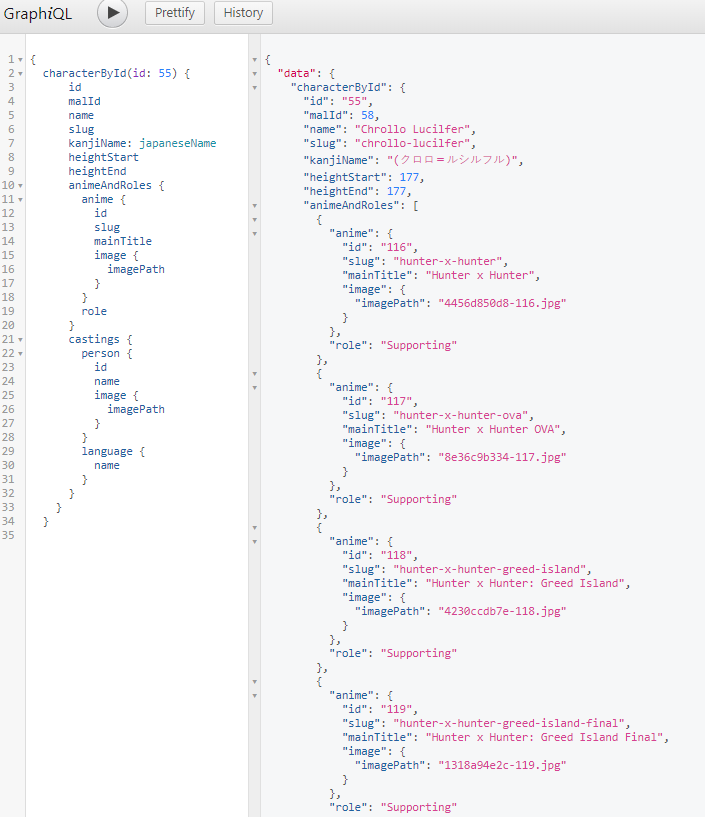 GraphiQL
Prettify
History
1 {
2 characterById(id: 55) {
3 id
4 malId
5 name
6 slug
7 kanjiName: japaneseName
8 heightStart
9 heightEnd
10 animeAndRoles {
11 anime {
12 id
13 slug
14 mainTitle
15 image {
16 imagePath
17 }
18 }
19 role
20 }
21 castings {
22 person {
23 id
24 name
25 image {
26 imagePath
27 }
28 }
29 language {
30 name
31 }
32 }
33 }
34 }
35
{
"data": {
"characterById": {
"id": "55",
"malId": 58,
"name": "Chrollo Lucilfer",
"slug": "chrollo-lucilfer",
"kanjiName": "(クロロ＝ルシルフル)",
"heightStart": 177,
"heightEnd": 177,
"animeAndRoles": [
{
"anime": {
"id": "116",
"slug": "hunter-x-hunter",
"mainTitle": "Hunter x Hunter",
"image": {
"imagePath": "4456d850d8-116.jpg"
}
},
"role": "Supporting"
},
{
"anime": {
"id": "117",
"slug": "hunter-x-hunter-ova",
"mainTitle": "Hunter x Hunter OVA",
"image": {
"imagePath": "8e36c9b334-117.jpg"
}
},
"role": "Supporting"
},
{
"anime": {
"id": "118",
"slug": "hunter-x-hunter-greed-island",
"mainTitle": "Hunter x Hunter: Greed Island",
"image": {
"imagePath": "4230ccdb7e-118.jpg"
}
},
"role": "Supporting"
},
{
"anime": {
"id": "119",
"slug": "hunter-x-hunter-greed-island-final",
"mainTitle": "Hunter x Hunter: Greed Island Final",
"image": {
"imagePath": "1318a94e2c-119.jpg"
}
},
"role": "Supporting"